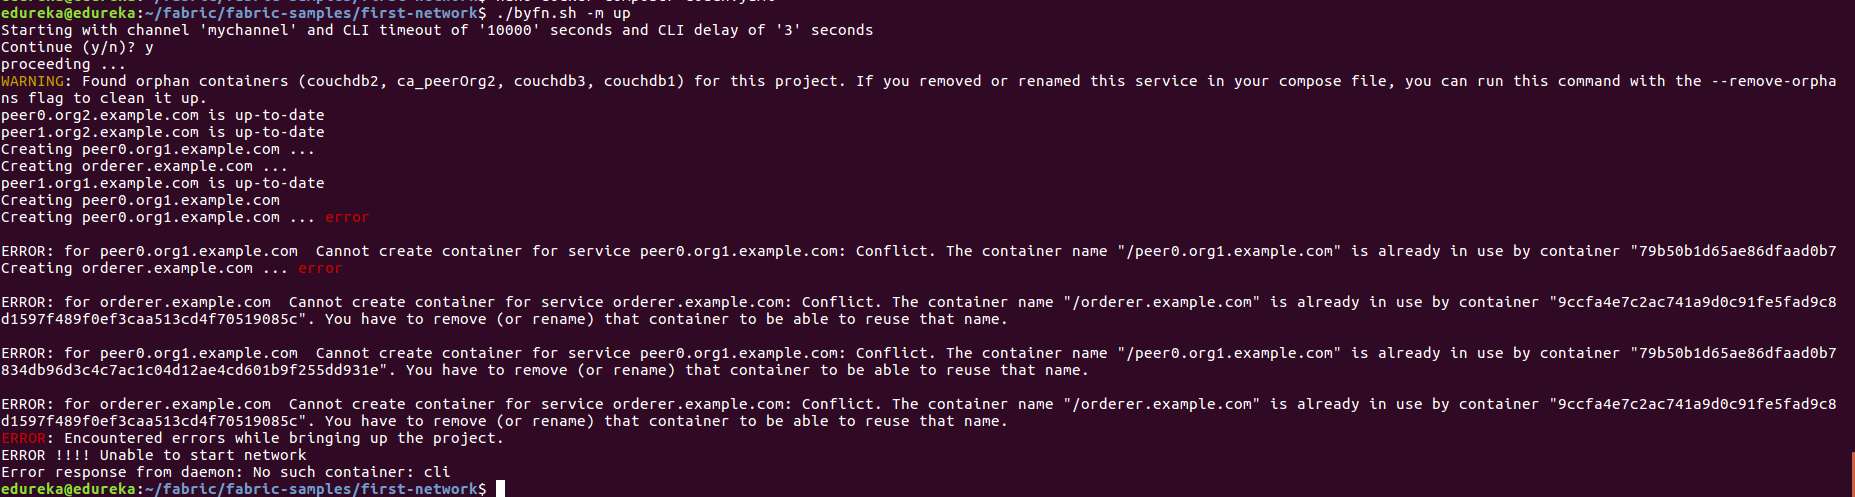 edureka@edureka:~/fabric/fabric-samples/first-network$ ./byfn.sh -m up
Starting with channel 'mychannel' and CLI timeout of '10000' seconds and CLI delay of '3' seconds
Continue (y/n)? y
proceeding ...
WARNING: Found orphan containers (couchdb2, ca_peerOrg2, couchdb3, couchdb1) for this project. If you removed or renamed this service in your compose file, you can run this command with the --remove-orpha
ns flag to clean it up.
peer0.org2.example.com is up-to-date
peer1.org2.example.com is up-to-date
Creating peer0.org1.example.com ...
Creating orderer.example.com ...
peer1.org1.example.com is up-to-date
Creating peer0.org1.example.com
Creating peer0.org1.example.com ... error
ERROR: for peer0.org1.example.com  Cannot create container for service peer0.org1.example.com: Conflict. The container name "/peer0.org1.example.com" is already in use by container "79b50b1d65ae86dfaad0b7
Creating orderer.example.com ... error
ERROR: for orderer.example.com  Cannot create container for service orderer.example.com: Conflict. The container name "/orderer.example.com" is already in use by container "9ccfa4e7c2ac741a9d0c91fe5fad9c8
d1597f489f0ef3caa513cd4f70519085c". You have to remove (or rename) that container to be able to reuse that name.
ERROR: for peer0.org1.example.com  Cannot create container for service peer0.org1.example.com: Conflict. The container name "/peer0.org1.example.com" is already in use by container "79b50b1d65ae86dfaad0b7
834db96d3c4c7ac1c04d12ae4cd601b9f255dd931e". You have to remove (or rename) that container to be able to reuse that name.
ERROR: for orderer.example.com  Cannot create container for service orderer.example.com: Conflict. The container name "/orderer.example.com" is already in use by container "9ccfa4e7c2ac741a9d0c91fe5fad9c8
d1597f489f0ef3caa513cd4f70519085c". You have to remove (or rename) that container to be able to reuse that name.
ERROR: Encountered errors while bringing up the project.
ERROR !!!! Unable to start network
Error response from daemon: No such container: cli
edureka@edureka:~/fabric/fabric-samples/first-network$